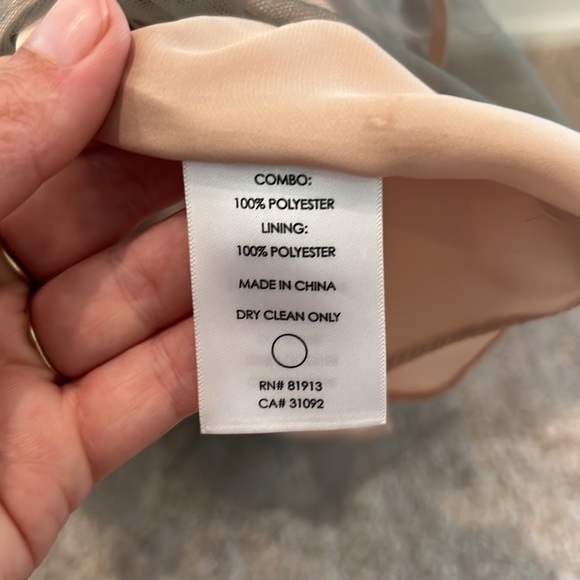 COMBO:
100% POLYESTER
LINING:
100% POLYESTER
MADE IN CHINA
DRY CLEAN ONLY
RN# 81913
CA# 31092